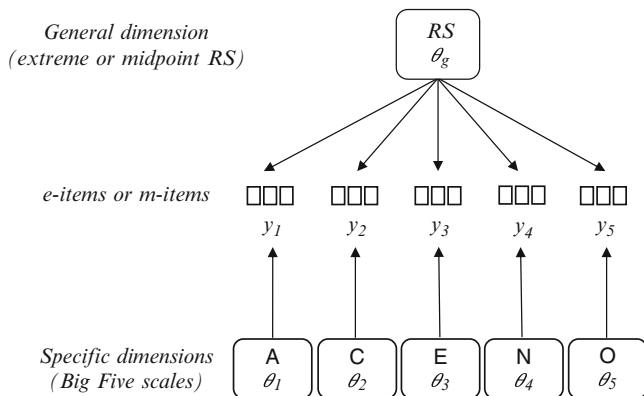 General dimension
(extreme or midpoint RS)
RS
θg
e-items or m-items
y1 y2 y3 y4 y5
Specific dimensions
(Big Five scales)
A C E N O
θ1 θ2 θ3 θ4 θ5